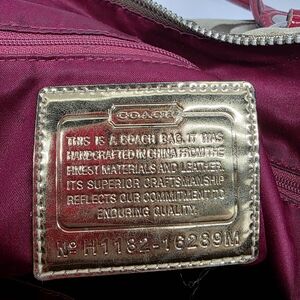 COACH
THIS IS A COACH BAG. IT WAS
HANDCRAFTED IN CHINA FROM THE
FINEST MATERIALS AND LEATHER.
ITS SUPERIOR CRAFTSMANSHIP
REFLECTS OUR COMMITMENT TO
ENDURING QUALITY.
Nº H1182-16289M